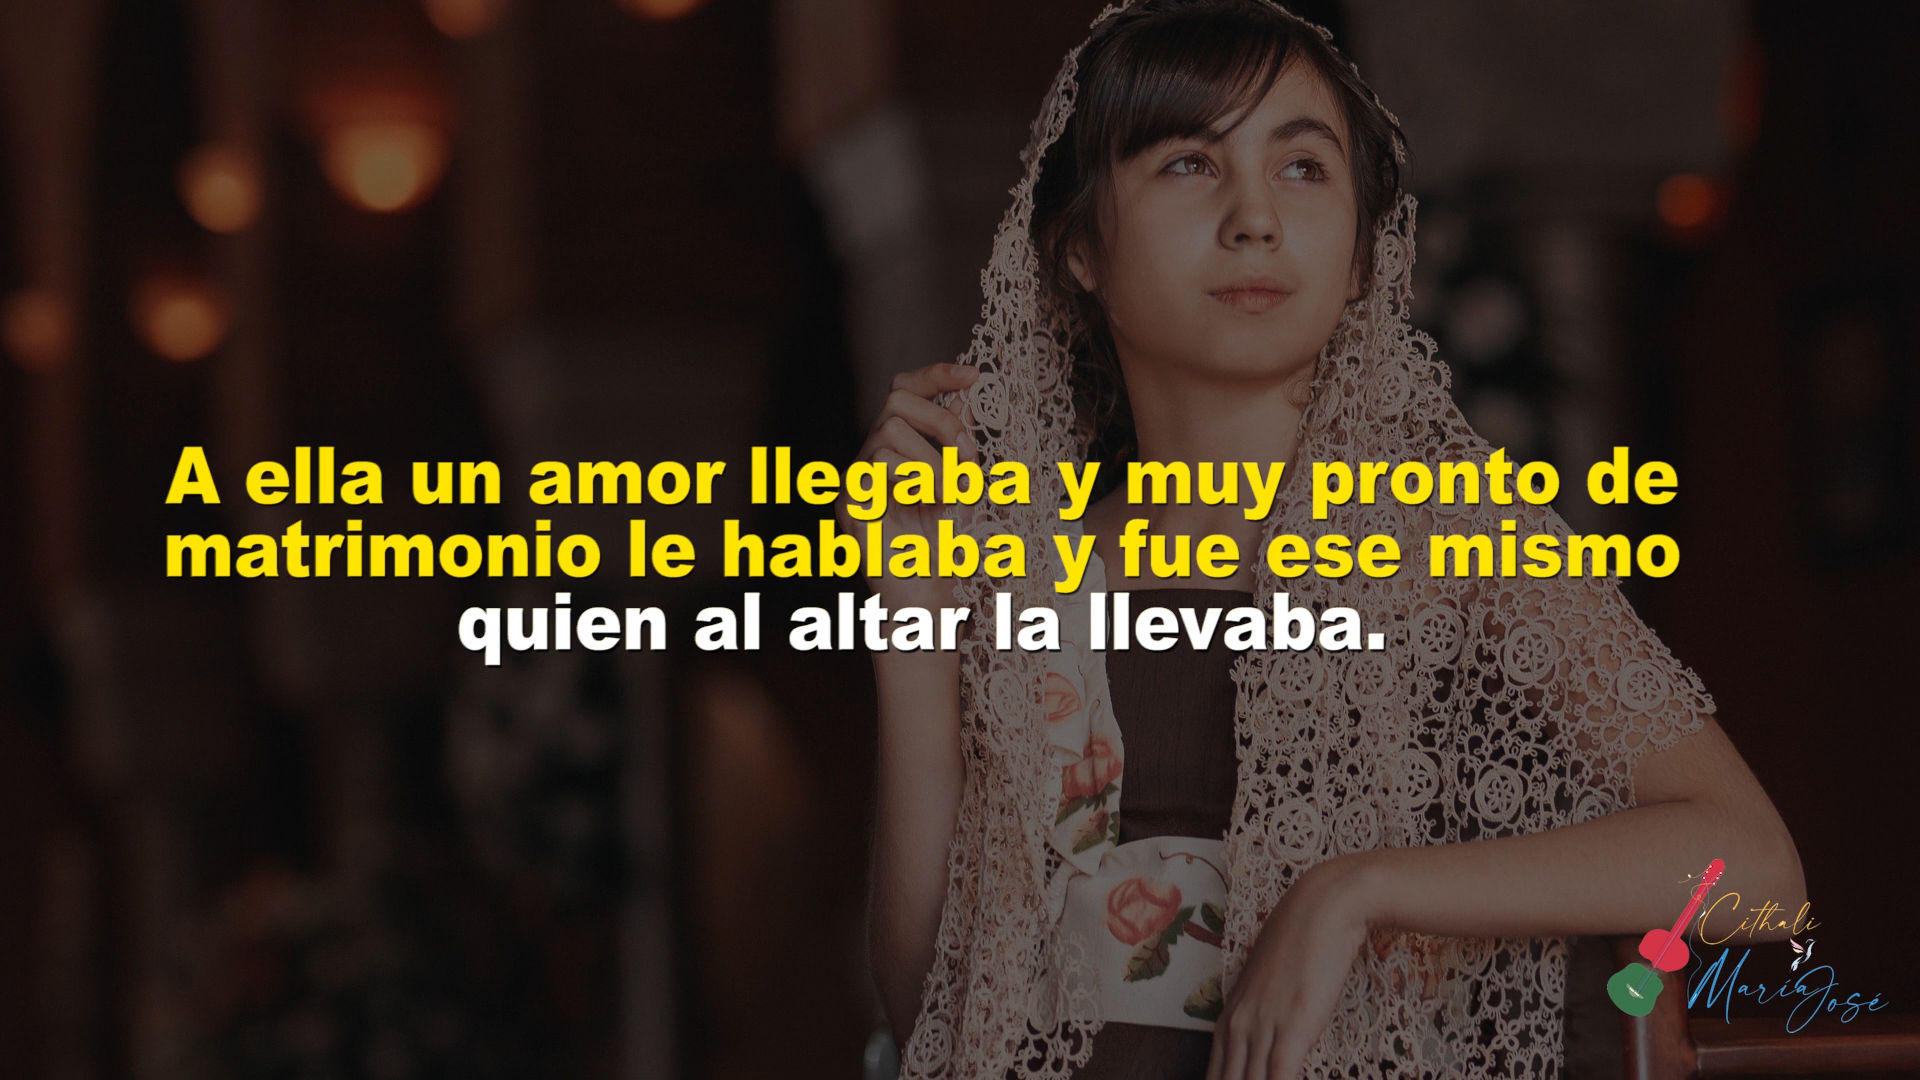 A ella un amor llegaba y muy pronto de
matrimonio le hablaba y fue ese mismo
quien al altar la llevaba.
Cithali
María José